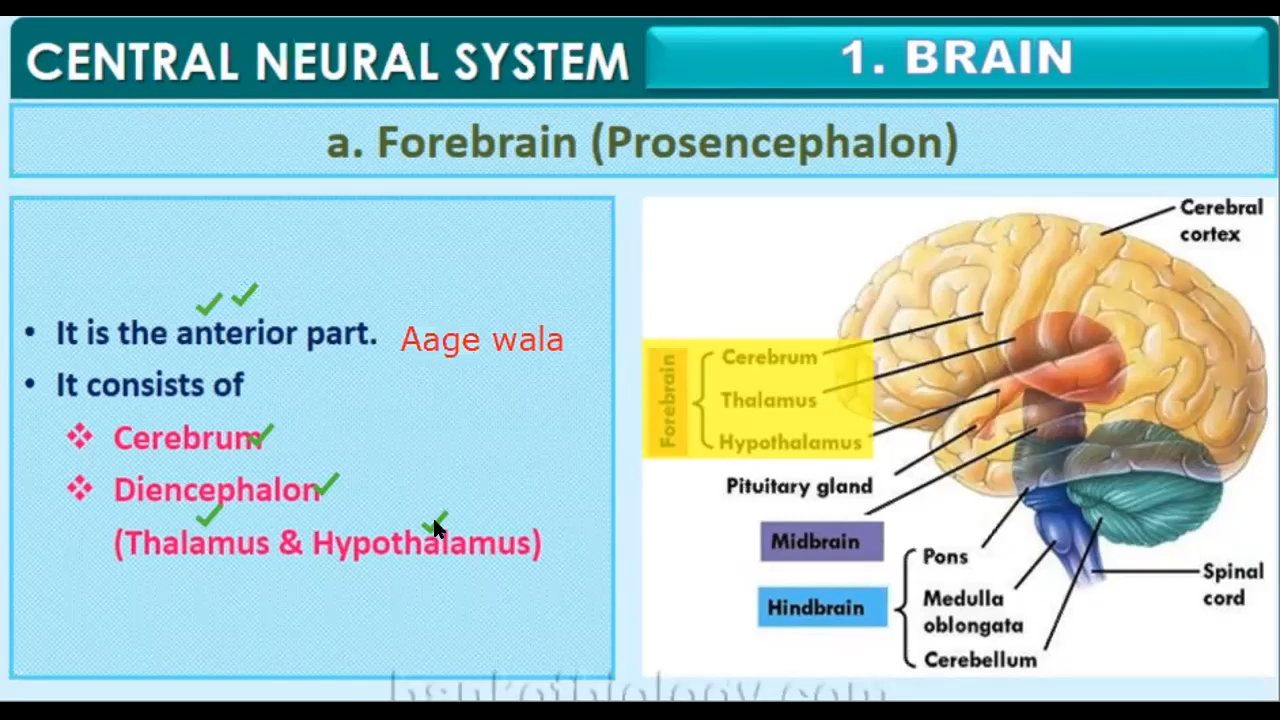 CENTRAL NEURAL SYSTEM
1. BRAIN
a. Forebrain (Prosencephalon)
• It is the anterior part. Aage wala
• It consists of
❖ Cerebrum
❖ Diencephalon
(Thalamus & Hypothalamus)
Cerebral
cortex
Forebrain
Cerebrum
Thalamus
Hypothalamus
Pituitary gland
Midbrain
Hindbrain
Pons
Medulla
oblongata
Cerebellum
Spinal
cord